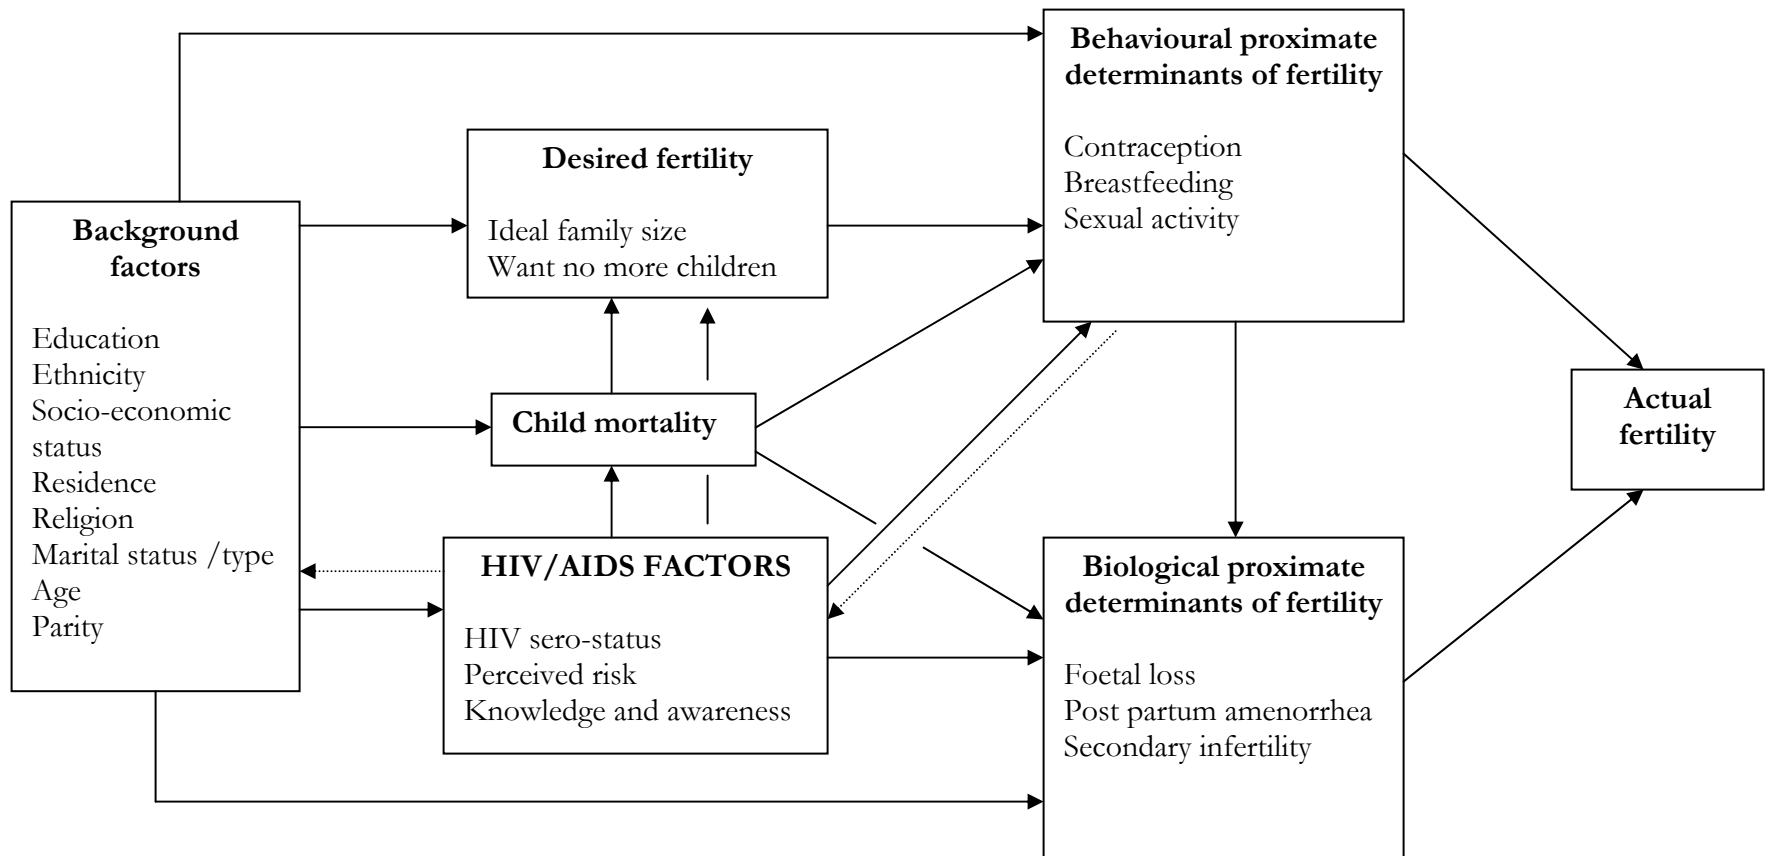 Background
factors
Education
Ethnicity
Socio-economic
status
Residence
Religion
Marital status /type
Age
Parity
Desired fertility
Ideal family size
Want no more children
Child mortality
HIV/AIDS FACTORS
HIV sero-status
Perceived risk
Knowledge and awareness
Behavioural proximate
determinants of fertility
Contraception
Breastfeeding
Sexual activity
Biological proximate
determinants of fertility
Foetal loss
Post partum amenorrhea
Secondary infertility
Actual
fertility